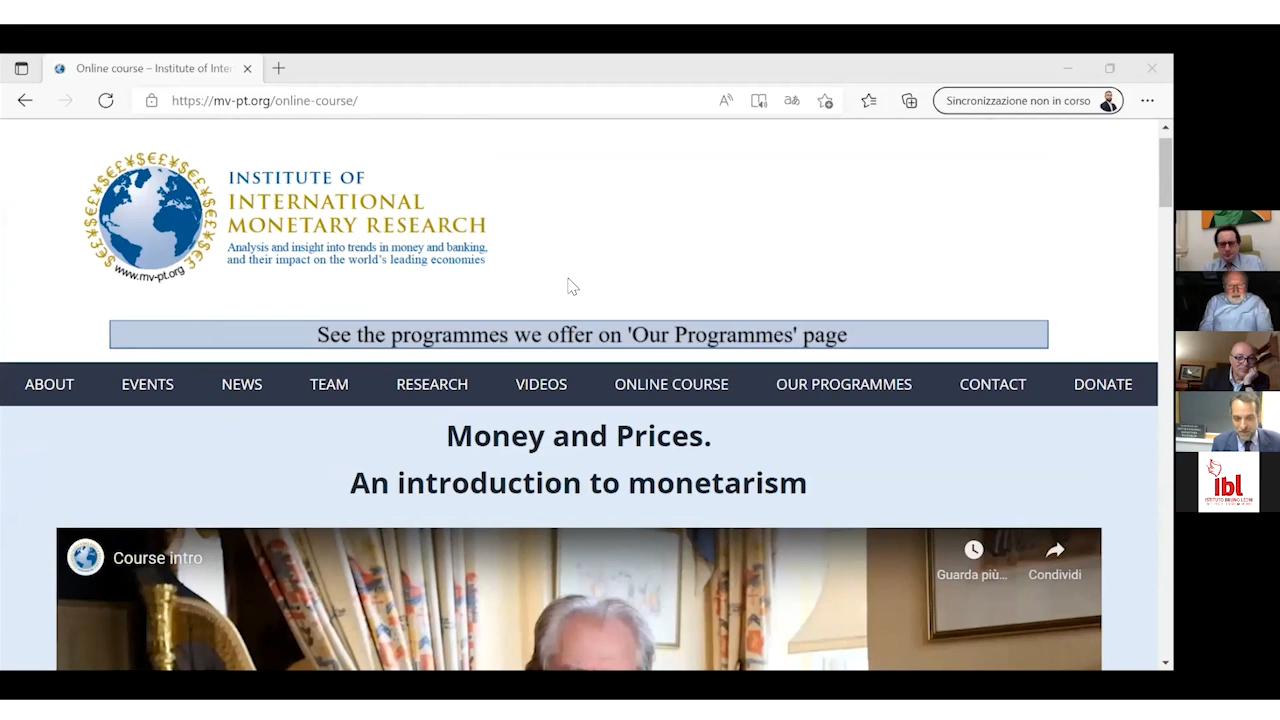 Online course – Institute of Inter
https://mv-pt.org/online-course/
Sincronizzazione non in corso
$€£¥$€£¥$€£¥$€£¥
www.mv-pt.org
INSTITUTE OF
INTERNATIONAL
MONETARY RESEARCH
Analysis and insight into trends in money and banking,
and their impact on the world's leading economies
See the programmes we offer on 'Our Programmes' page
ABOUT EVENTS NEWS TEAM RESEARCH VIDEOS ONLINE COURSE OUR PROGRAMMES CONTACT DONATE
Money and Prices.
An introduction to monetarism
Course intro
Guarda più...
Condividi
ibl
ISTITUTO BRUNO LEONI